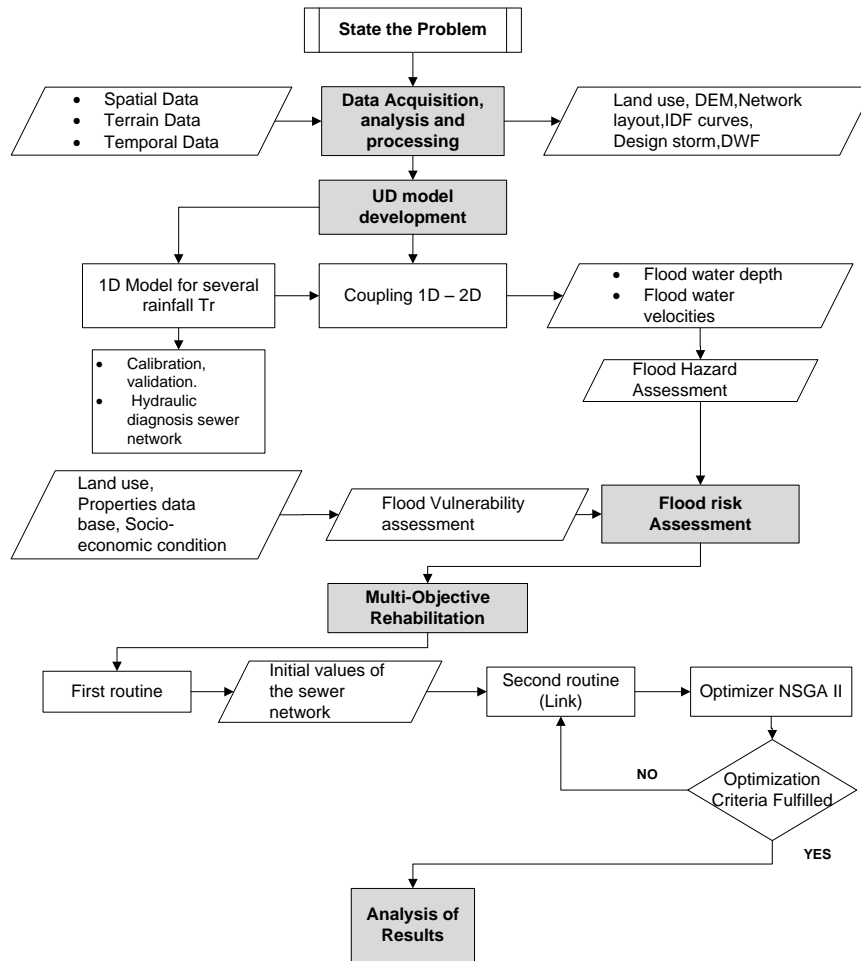 State the Problem
• Spatial Data
• Terrain Data
• Temporal Data
Data Acquisition,
analysis and
processing
Land use, DEM,Network
layout,IDF curves,
Design storm,DWF
UD model
development
1D Model for several
rainfall Tr
Coupling 1D – 2D
• Flood water depth
• Flood water
velocities
• Calibration,
validation.
• Hydraulic
diagnosis sewer
network
Flood Hazard
Assessment
Land use,
Properties data
base, Socio-
economic condition
Flood Vulnerability
assessment
Flood risk
Assessment
Multi-Objective
Rehabilitation
First routine
Initial values of
the sewer
network
Second routine
(Link)
Optimizer NSGA II
NO
Optimization
Criteria Fulfilled
YES
Analysis of
Results